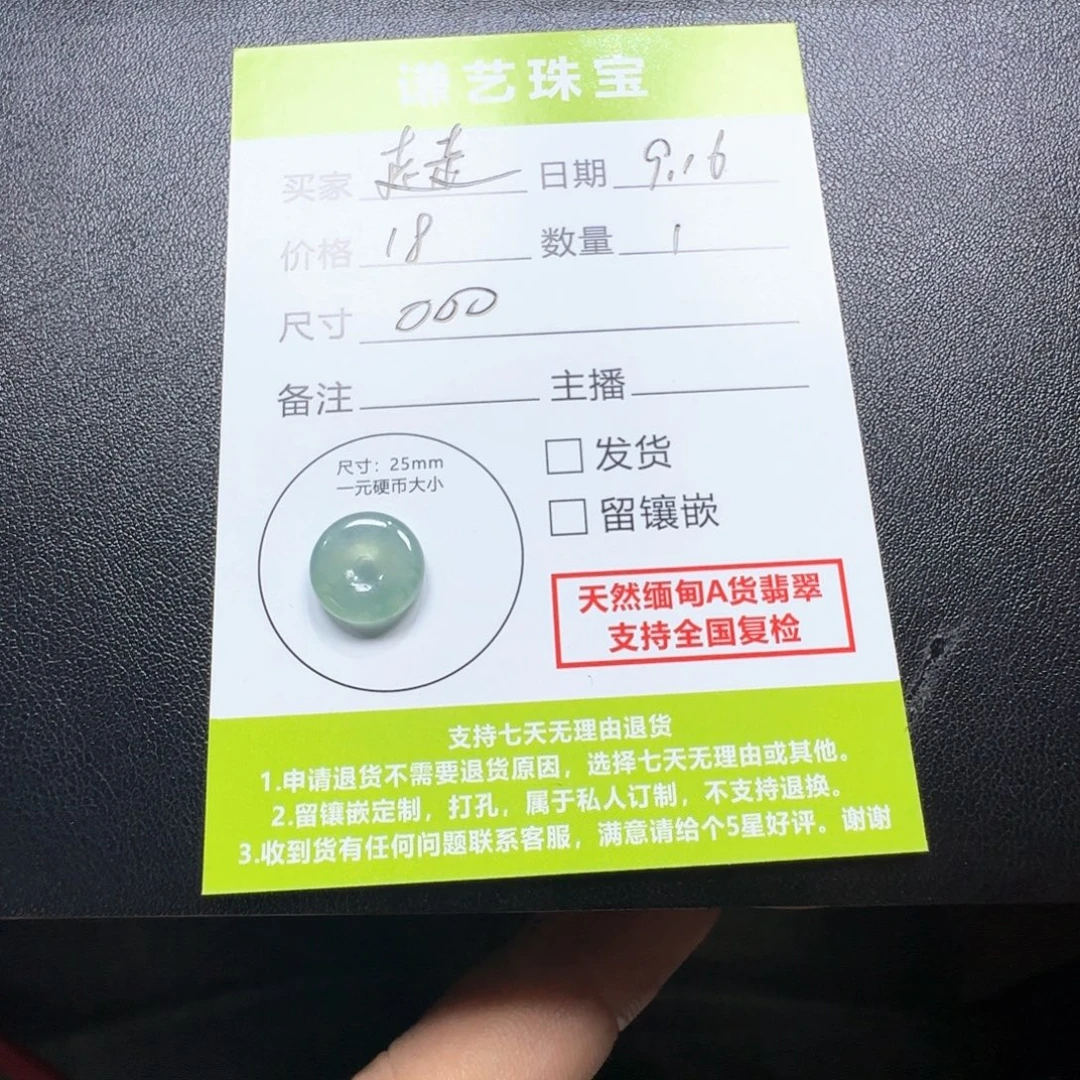 谦艺珠宝
买家 走走 日期 9.16
价格 18 数量 1
尺寸 000
备注 主播
尺寸：25mm
一元硬币大小
发货
留镶嵌
天然缅甸A货翡翠
支持全国复检
支持七天无理由退货
1.申请退货不需要退货原因，选择七天无理由或其他。
2.留镶嵌定制，打孔，属于私人订制，不支持退换。
3.收到货有任何问题联系客服，满意请给个5星好评。谢谢